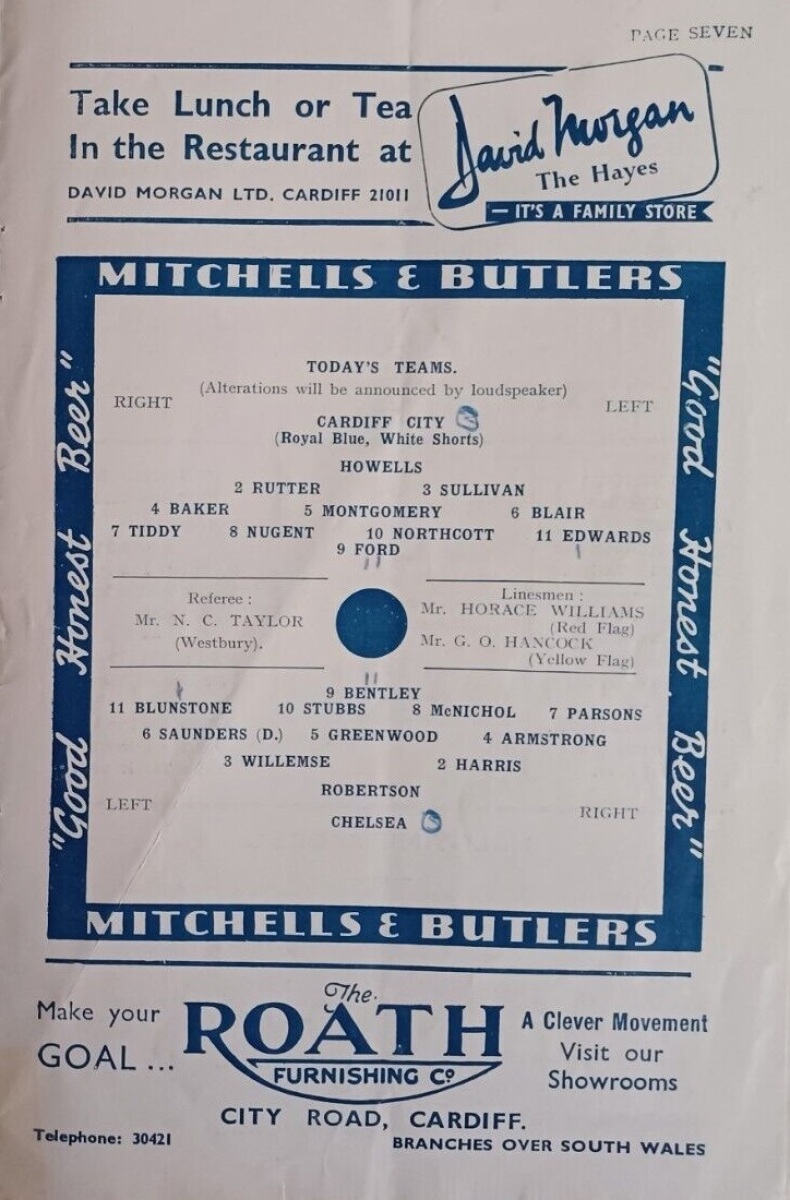 PAGE SEVEN
Take Lunch or Tea
In the Restaurant at
DAVID MORGAN LTD. CARDIFF 21011
David Morgan
The Hayes
— IT'S A FAMILY STORE
MITCHELLS & BUTLERS
"Good Honest Beer"
"Good Honest Beer"
TODAY'S TEAMS.
(Alterations will be announced by loudspeaker)
RIGHT
LEFT
CARDIFF CITY
(Royal Blue, White Shorts)
HOWELLS
2 RUTTER 3 SULLIVAN
4 BAKER 5 MONTGOMERY 6 BLAIR
7 TIDDY 8 NUGENT 10 NORTHCOTT 11 EDWARDS
9 FORD
Referee :
Mr. N. C. TAYLOR
(Westbury).
Linesmen :
Mr. HORACE WILLIAMS
(Red Flag)
Mr. G. O. HANCOCK
(Yellow Flag)
9 BENTLEY
11 BLUNSTONE 10 STUBBS 8 McNICHOL 7 PARSONS
6 SAUNDERS (D.) 5 GREENWOOD 4 ARMSTRONG
3 WILLEMSE 2 HARRIS
ROBERTSON
LEFT
RIGHT
CHELSEA
MITCHELLS & BUTLERS
Make your
GOAL ...
The
ROATH
FURNISHING Co.
A Clever Movement
Visit our
Showrooms
CITY ROAD, CARDIFF.
Telephone: 30421
BRANCHES OVER SOUTH WALES